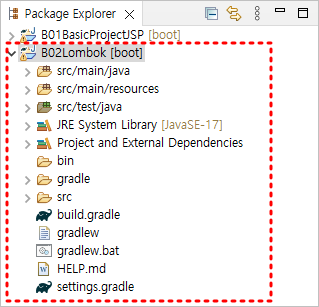 Package Explorer
B01BasicProjectJSP [boot]
B02Lombok [boot]
src/main/java
src/main/resources
src/test/java
JRE System Library [JavaSE-17]
Project and External Dependencies
bin
gradle
src
build.gradle
gradlew
gradlew.bat
HELP.md
settings.gradle